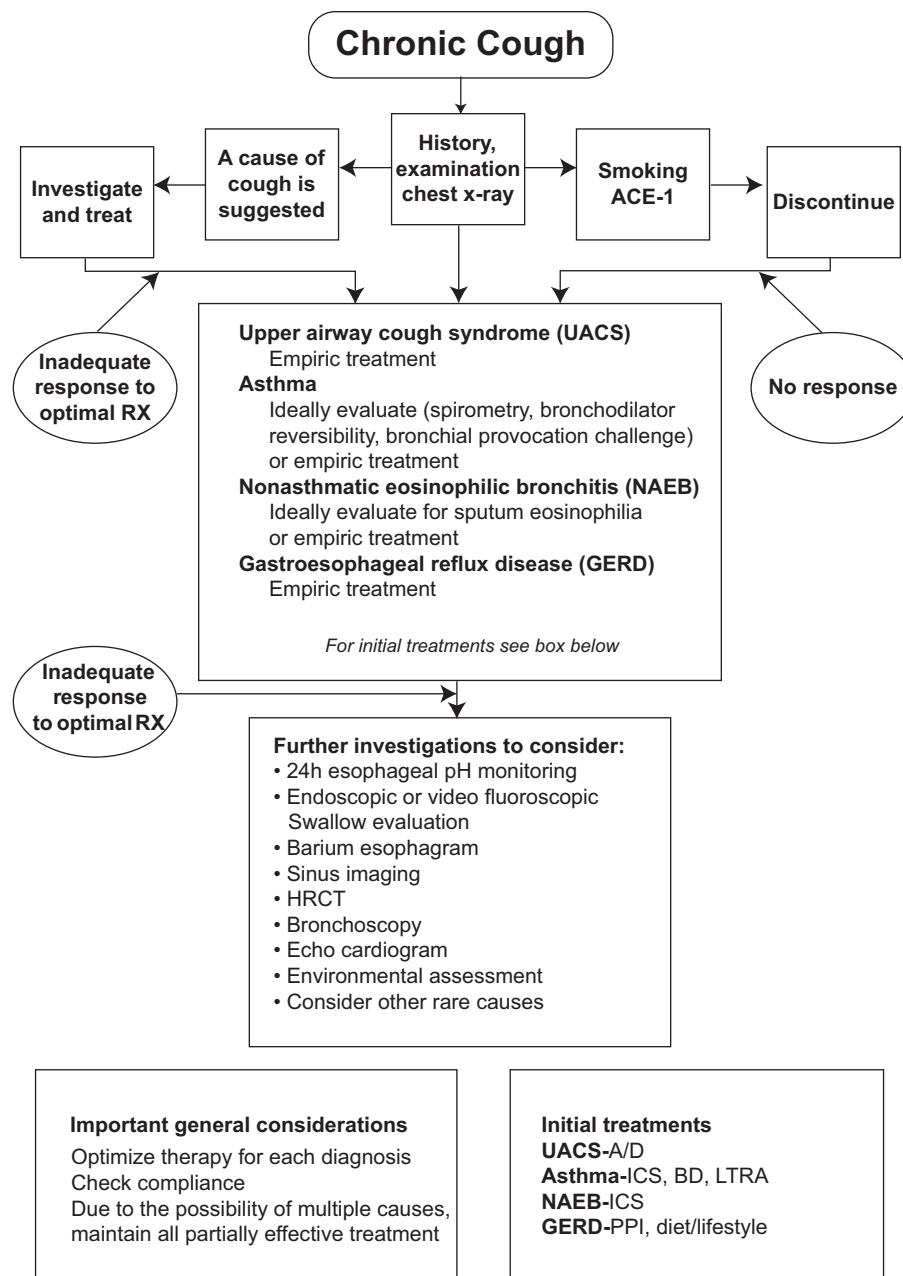 Chronic Cough
History,
examination
chest x-ray
A cause of
cough is
suggested
Investigate
and treat
Smoking
ACE-1
Discontinue
Inadequate
response to
optimal RX
No response
Upper airway cough syndrome (UACS)
Empiric treatment
Asthma
Ideally evaluate (spirometry, bronchodilator
reversibility, bronchial provocation challenge)
or empiric treatment
Nonasthmatic eosinophilic bronchitis (NAEB)
Ideally evaluate for sputum eosinophilia
or empiric treatment
Gastroesophageal reflux disease (GERD)
Empiric treatment
For initial treatments see box below
Inadequate
response
to optimal RX
Further investigations to consider:
• 24h esophageal pH monitoring
• Endoscopic or video fluoroscopic
Swallow evaluation
• Barium esophagram
• Sinus imaging
• HRCT
• Bronchoscopy
• Echo cardiogram
• Environmental assessment
• Consider other rare causes
Important general considerations
Optimize therapy for each diagnosis
Check compliance
Due to the possibility of multiple causes,
maintain all partially effective treatment
Initial treatments
UACS-A/D
Asthma-ICS, BD, LTRA
NAEB-ICS
GERD-PPI, diet/lifestyle